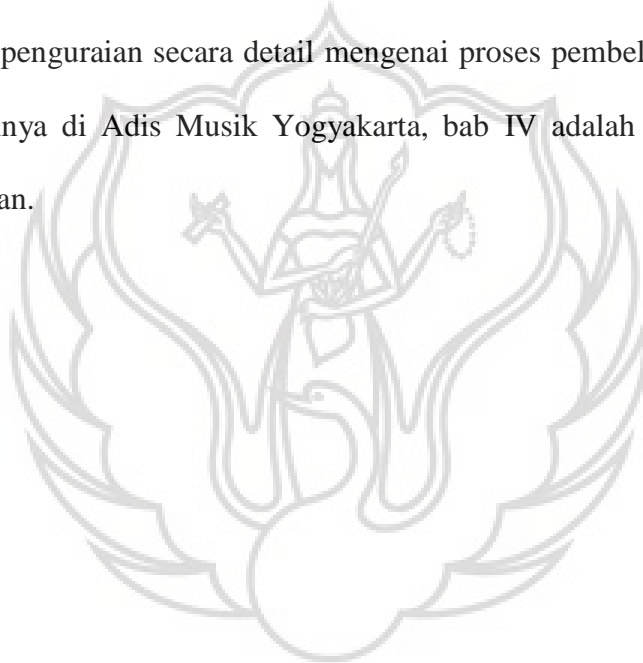 penguraian secara detail mengenai proses pembel
nya di Adis Musik Yogyakarta, bab IV adalah
an.